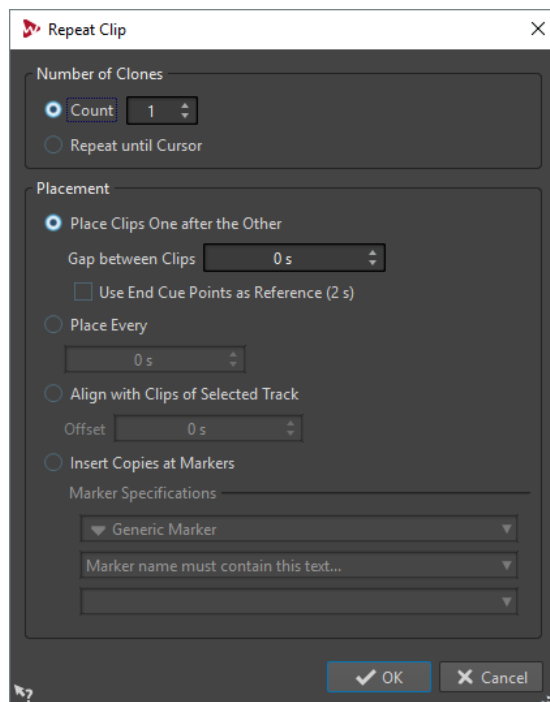 Repeat Clip
Number of Clones
Count 1
Repeat until Cursor
Placement
Place Clips One after the Other
Gap between Clips 0 s
Use End Cue Points as Reference (2 s)
Place Every
0 s
Align with Clips of Selected Track
Offset 0 s
Insert Copies at Markers
Marker Specifications
Generic Marker
Marker name must contain this text...
OK Cancel
?